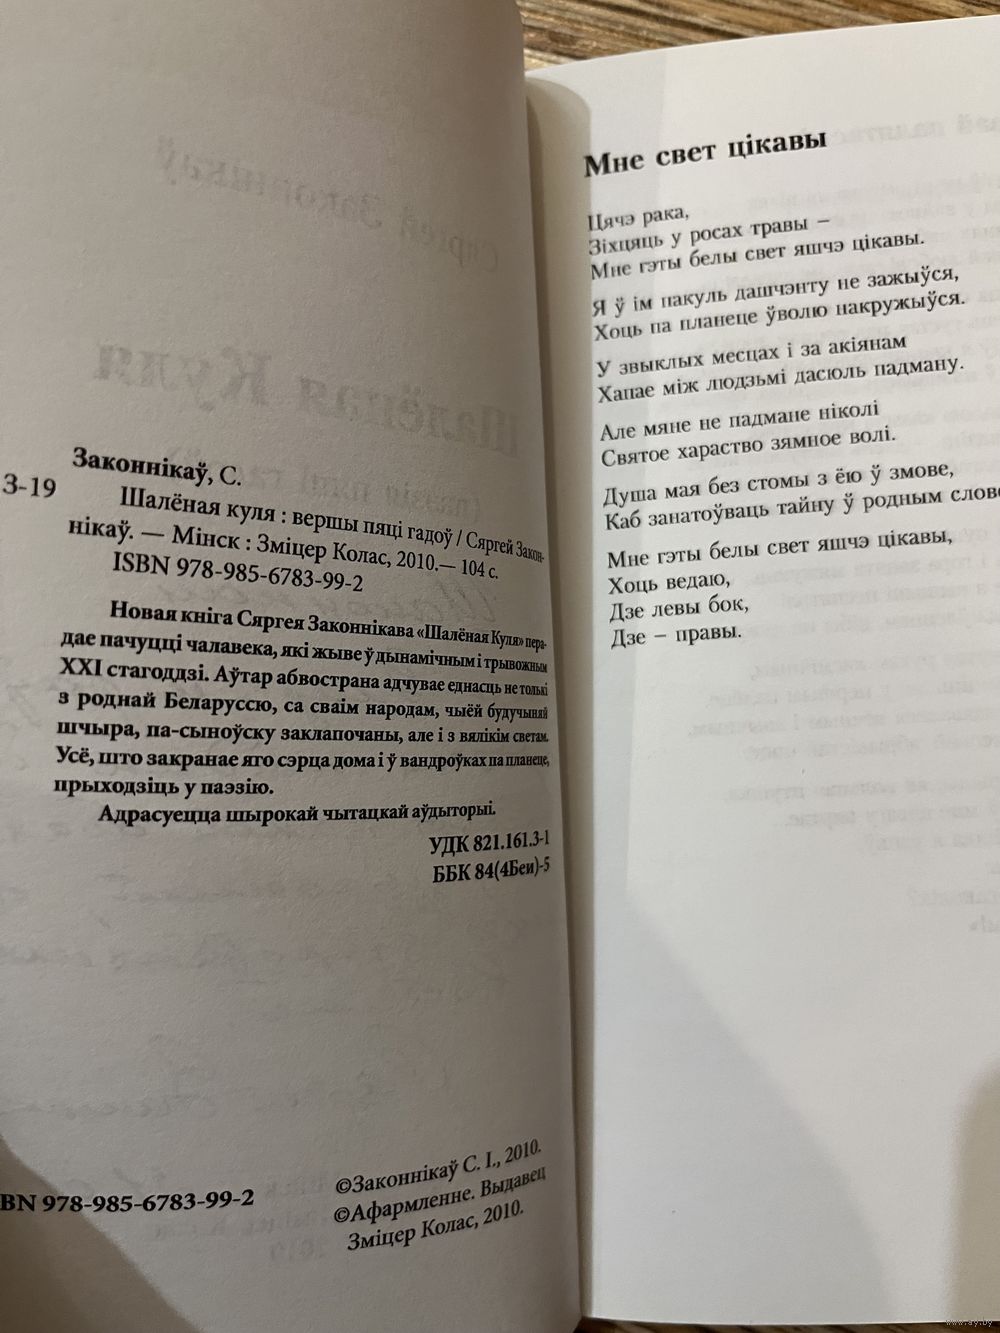 Законнікаў, С.
З-19
Шалёная куля : вершы пяці гадоў / Сяргей Закон-
нікаў. — Мінск : Зміцер Колас, 2010.— 104 с.
ISBN 978-985-6783-99-2
Новая кніга Сяргея Законнікава «Шалёная Куля» пера-
дае пачуцці чалавека, які жыве ў дынамічным і трывожным
XXI стагоддзі. Аўтар абвострана адчувае еднасць не толькі
з роднай Беларуссю, са сваім народам, чыёй будучыняй
шчыра, па-сыноўску заклапочаны, але і з вялікім светам.
Усё, што закранае яго сэрца дома і ў вандроўках па планеце,
прыходзіць у паэзію.
Адрасуецца шырокай чытацкай аўдыторыі.
УДК 821.161.3-1
ББК 84(4Беи)-5
BN 978-985-6783-99-2
©Законнікаў С. І., 2010.
©Афармленне. Выдавец
Зміцер Колас, 2010.
Мне свет цікавы
Цячэ рака,
Зіхцяць у росах травы –
Мне гэты белы свет яшчэ цікавы.
Я ў ім пакуль дашчэнту не зажыўся,
Хоць па планеце ўволю накружыўся.
У звыклых месцах і за акіянам
Хапае між людзьмі дасюль падману.
Але мяне не падмане ніколі
Святое хараство зямное волі.
Душа мая без стомы з ёю ў змове,
Каб занатоўваць тайну ў родным слове
Мне гэты белы свет яшчэ цікавы,
Хоць ведаю,
Дзе левы бок,
Дзе – правы.
www.ay.by